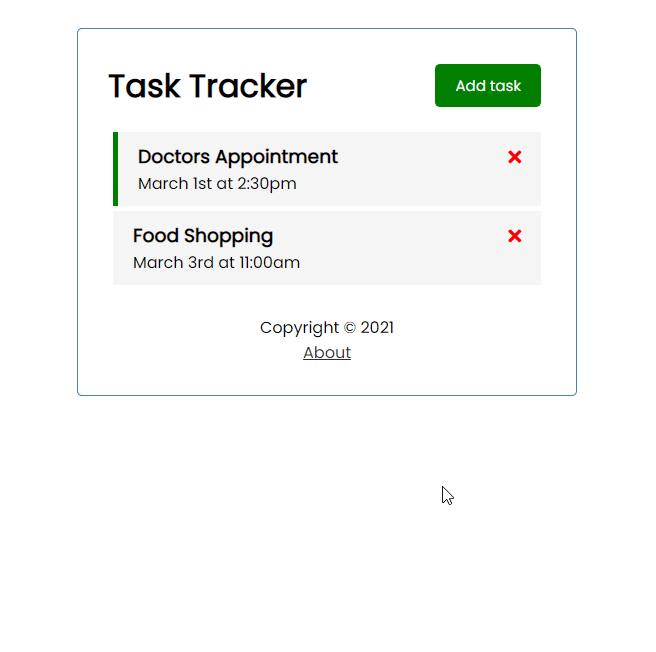 Task Tracker
Add task
Doctors Appointment
March 1st at 2:30pm
Food Shopping
March 3rd at 11:00am
Copyright © 2021
About